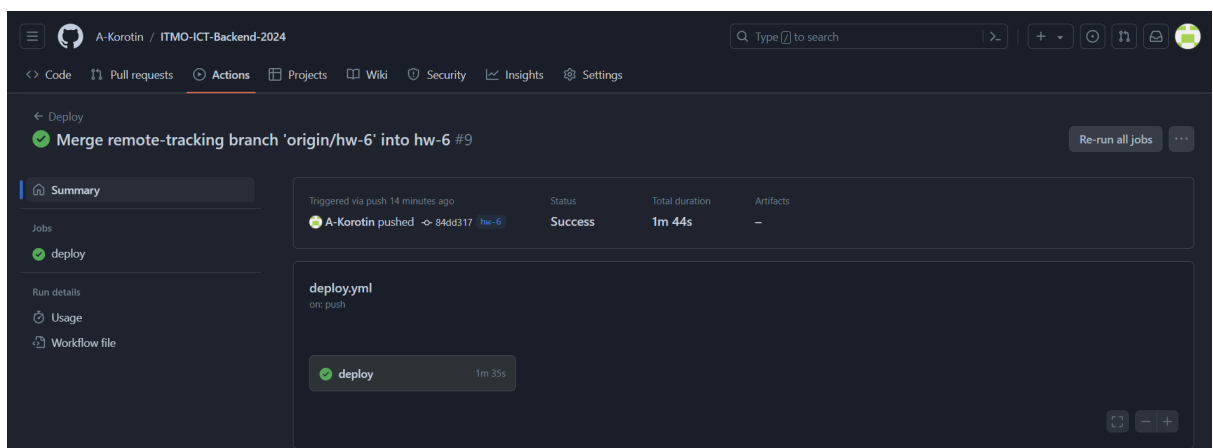 A-Korotin / ITMO-ICT-Backend-2024
Type / to search
Code Pull requests Actions Projects Wiki Security Insights Settings
← Deploy
Merge remote-tracking branch 'origin/hw-6' into hw-6 #9
Re-run all jobs
Summary
Jobs
deploy
Run details
Usage
Workflow file
Triggered via push 14 minutes ago
A-Korotin pushed 84dd317 hw-6
Status
Success
Total duration
1m 44s
Artifacts
–
deploy.yml
on: push
deploy 1m 35s